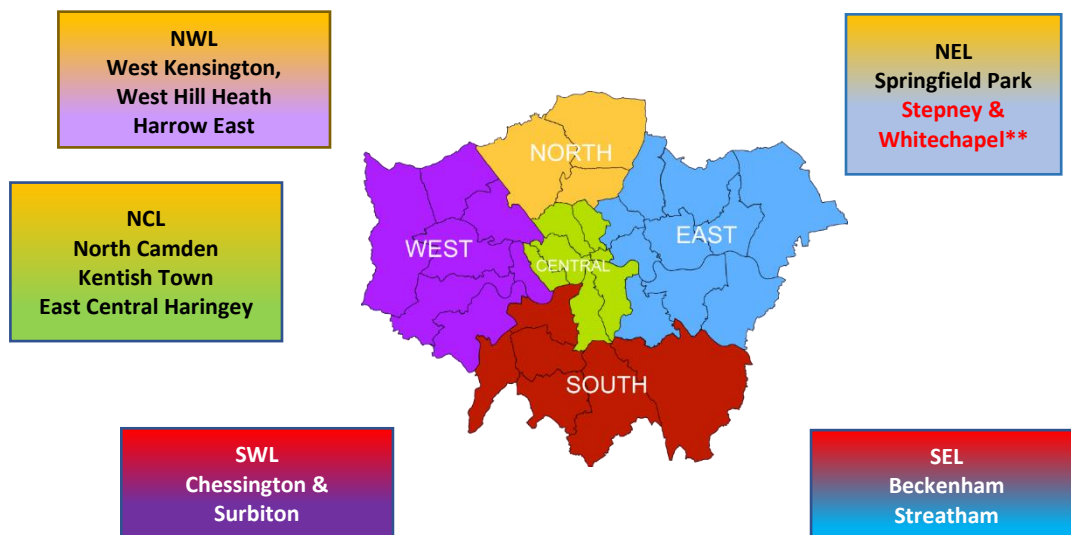 NWL
West Kensington,
West Hill Heath
Harrow East
NEL
Springfield Park
Stepney &
Whitechapel**
NORTH
NCL
North Camden
Kentish Town
East Central Haringey
WEST
EAST
CENTRAL
SOUTH
SWL
Chessington &
Surbiton
SEL
Beckenham
Streatham